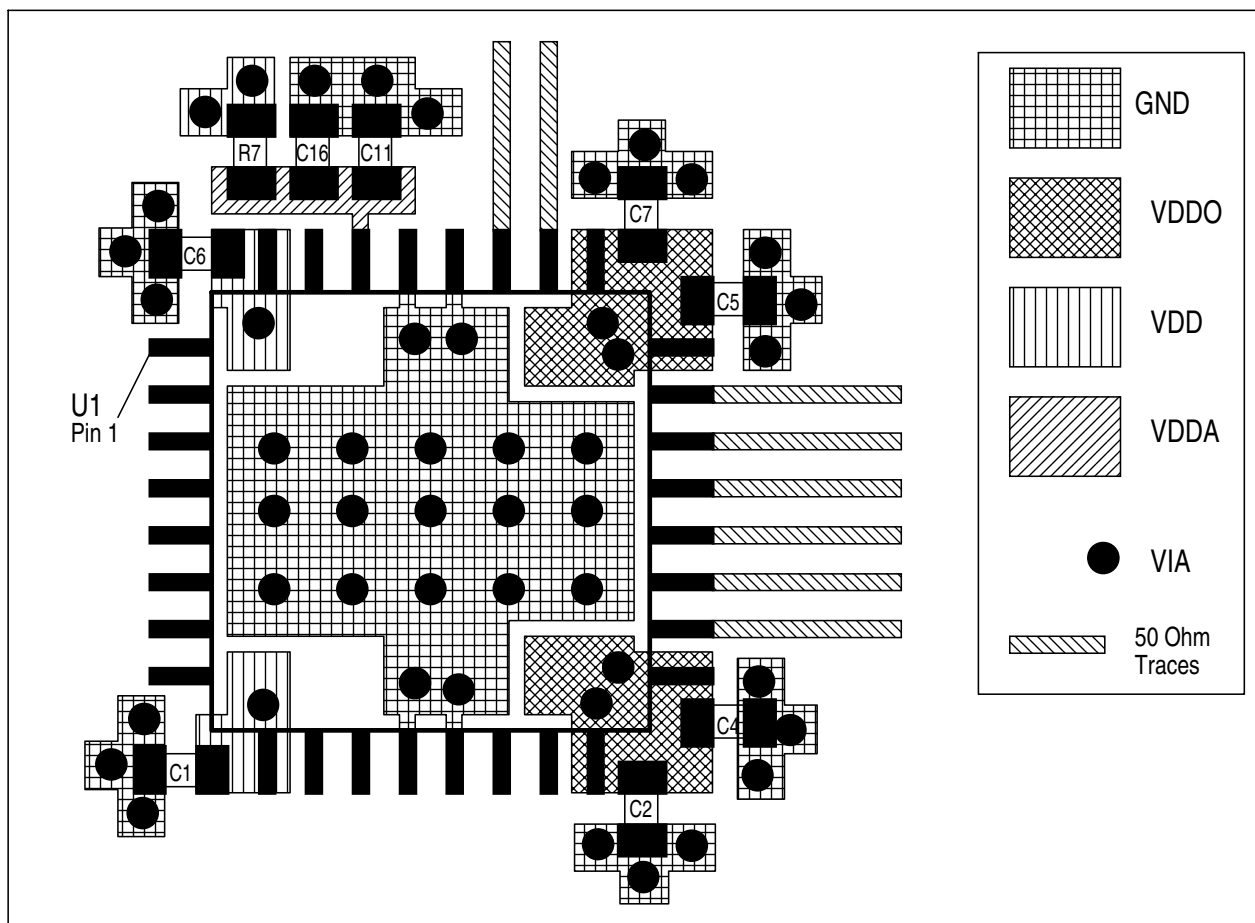 R7
C16
C11
C7
C6
C5
U1
Pin 1
C4
C1
C2
GND
VDDO
VDD
VDDA
VIA
50 Ohm
Traces